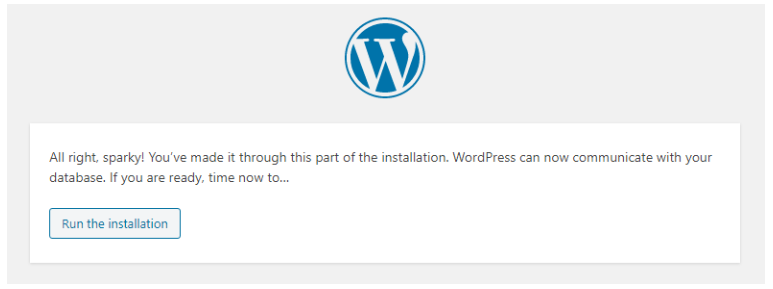 All right, sparky! You’ve made it through this part of the installation. WordPress can now communicate with your
database. If you are ready, time now to…
Run the installation